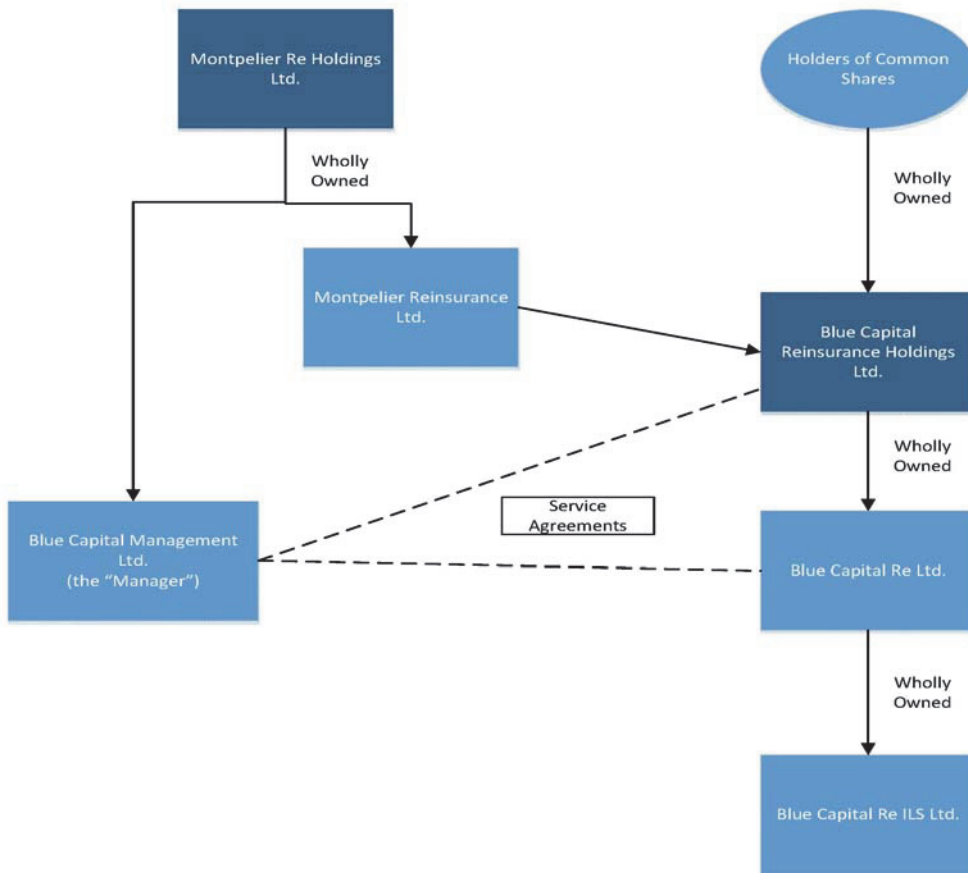 Montpelier Re Holdings
Ltd.
Holders of Common
Shares
Wholly
Owned
Wholly
Owned
Montpelier Reinsurance
Ltd.
Blue Capital
Reinsurance Holdings
Ltd.
Wholly
Owned
Service
Agreements
Blue Capital Management
Ltd.
(the “Manager”)
Blue Capital Re Ltd.
Wholly
Owned
Blue Capital Re ILS Ltd.